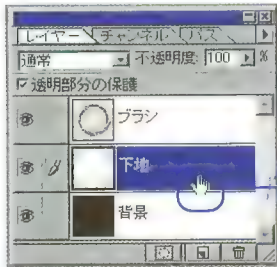 レイヤー チャンネル パス
通常 不透明度: 100 %
透明部分の保護
ブラシ
下地
背景